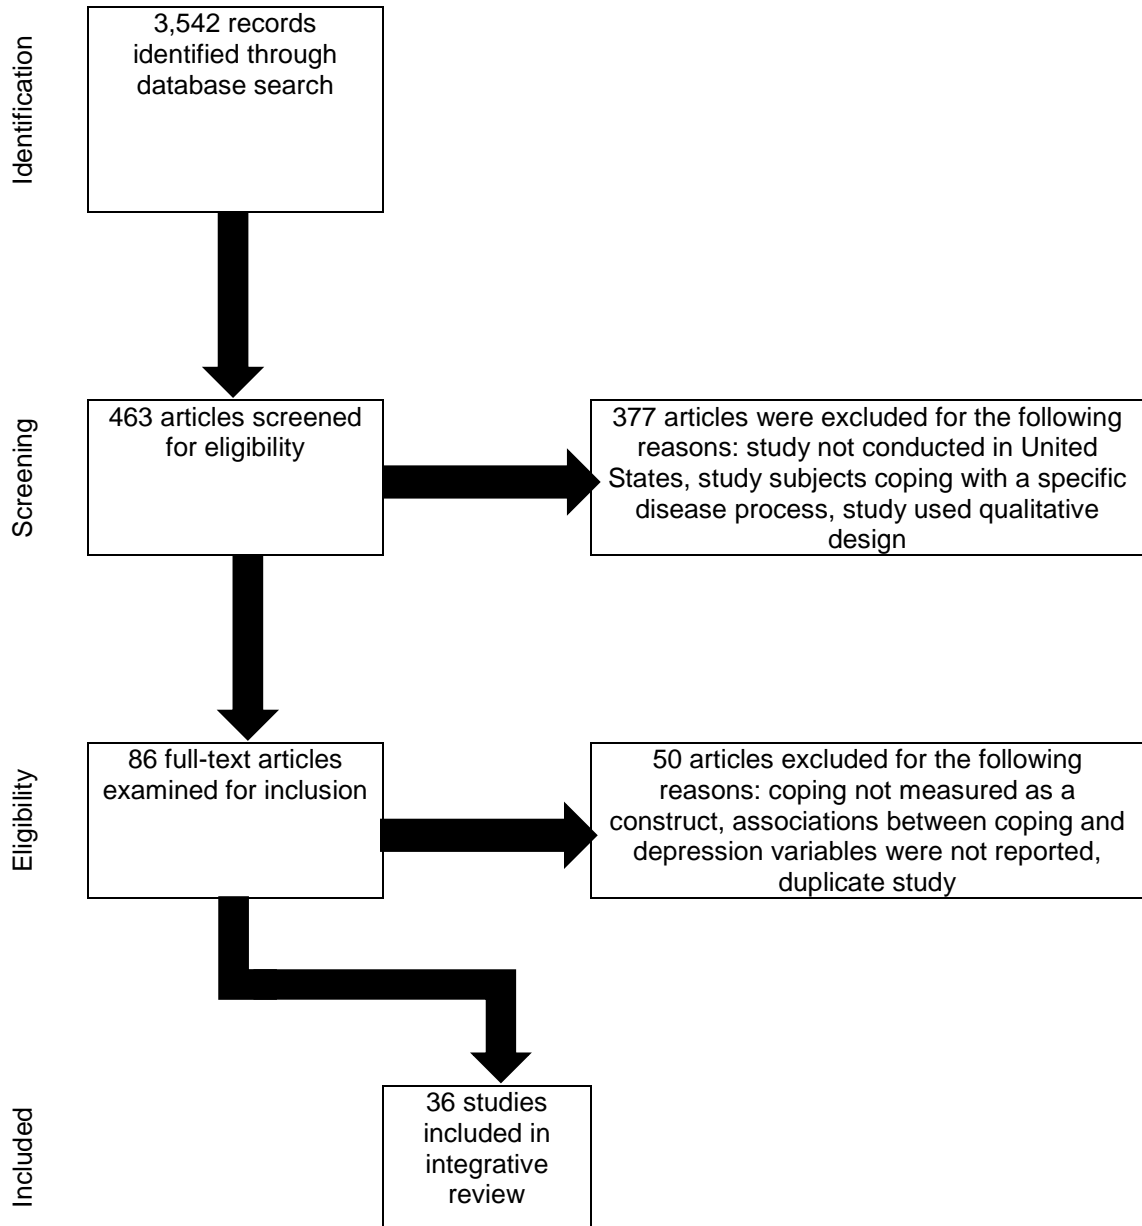 Identification
3,542 records
identified through
database search
Screening
463 articles screened
for eligibility
377 articles were excluded for the following
reasons: study not conducted in United
States, study subjects coping with a specific
disease process, study used qualitative
design
Eligibility
86 full-text articles
examined for inclusion
50 articles excluded for the following
reasons: coping not measured as a
construct, associations between coping and
depression variables were not reported,
duplicate study
Included
36 studies
included in
integrative
review